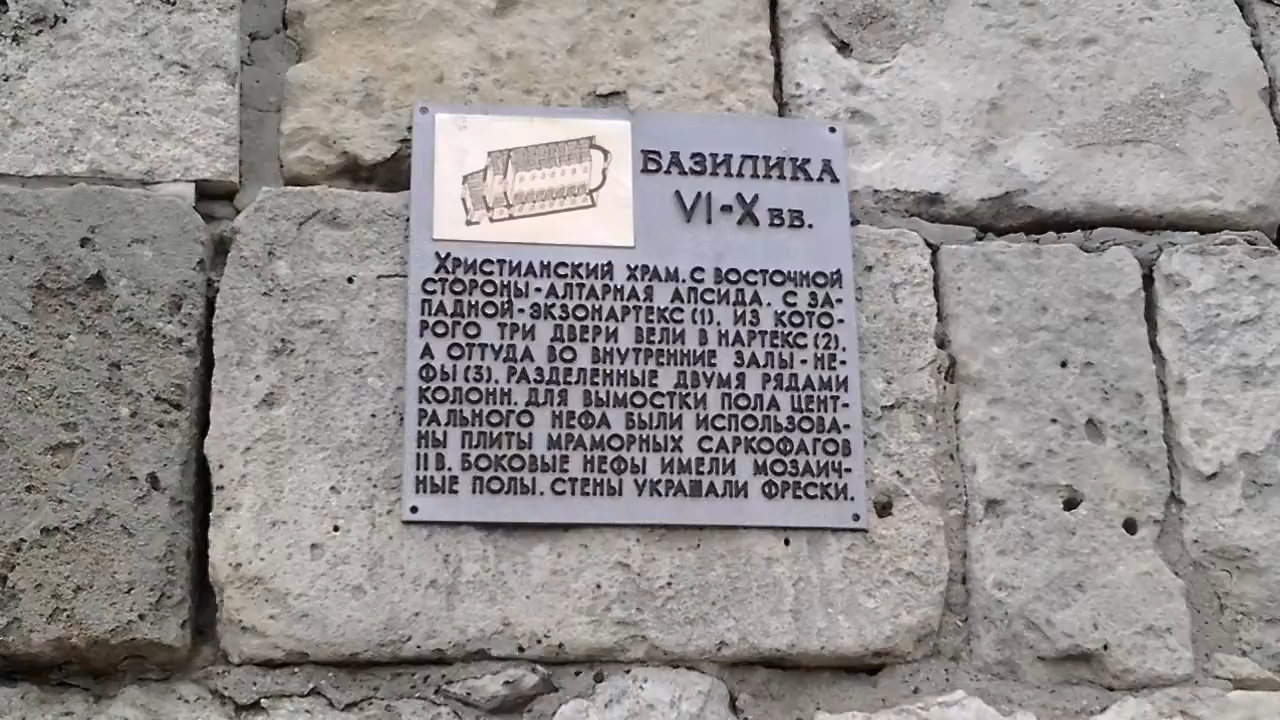 БАЗИЛИКА
VI-X ВВ.
ХРИСТИАНСКИЙ ХРАМ. С ВОСТОЧНОЙ
СТОРОНЫ-АЛТАРНАЯ АПСИДА. С ЗА-
ПАДНОЙ-ЭКЗОНАРТЕКС (1), ИЗ КОТО-
РОГО ТРИ ДВЕРИ ВЕЛИ В НАРТЕКС (2),
А ОТТУДА ВО ВНУТРЕННИЕ ЗАЛЫ-НЕ-
ФЫ (3), РАЗДЕЛЕННЫЕ ДВУМЯ РЯДАМИ
КОЛОНН. ДЛЯ ВЫМОСТКИ ПОЛА ЦЕНТ-
РАЛЬНОГО НЕФА БЫЛИ ИСПОЛЬЗОВА-
НЫ ПЛИТЫ МРАМОРНЫХ САРКОФАГОВ
II В. БОКОВЫЕ НЕФЫ ИМЕЛИ МОЗАИЧ-
НЫЕ ПОЛЫ. СТЕНЫ УКРАШАЛИ ФРЕСКИ.